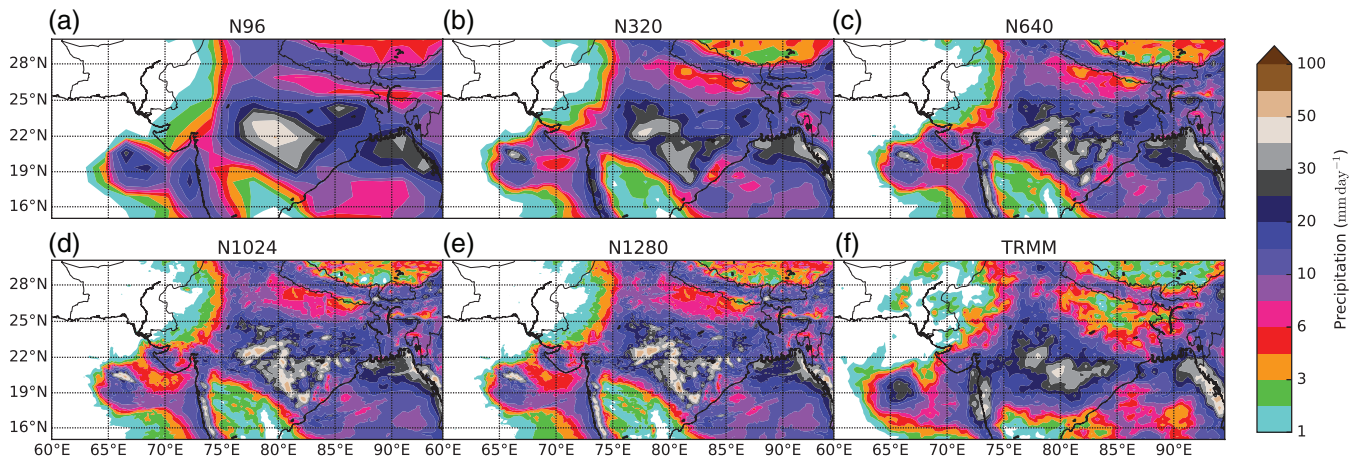 (a) N96
(b) N320
(c) N640
28°N
25°N
22°N
19°N
16°N
(d) N1024
(e) N1280
(f) TRMM
28°N
25°N
22°N
19°N
16°N
60°E 65°E 70°E 75°E 80°E 85°E 90°E
60°E 65°E 70°E 75°E 80°E 85°E 90°E
60°E 65°E 70°E 75°E 80°E 85°E 90°E
100
50
30
20
10
6
3
1
Precipitation (mm day⁻¹)